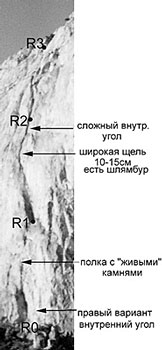 R3
R2
сложный внутр.
угол
широкая щель
10-15см
есть шлямбур
R1
полка с "живыми"
камнями
правый вариант
внутренний угол
R0